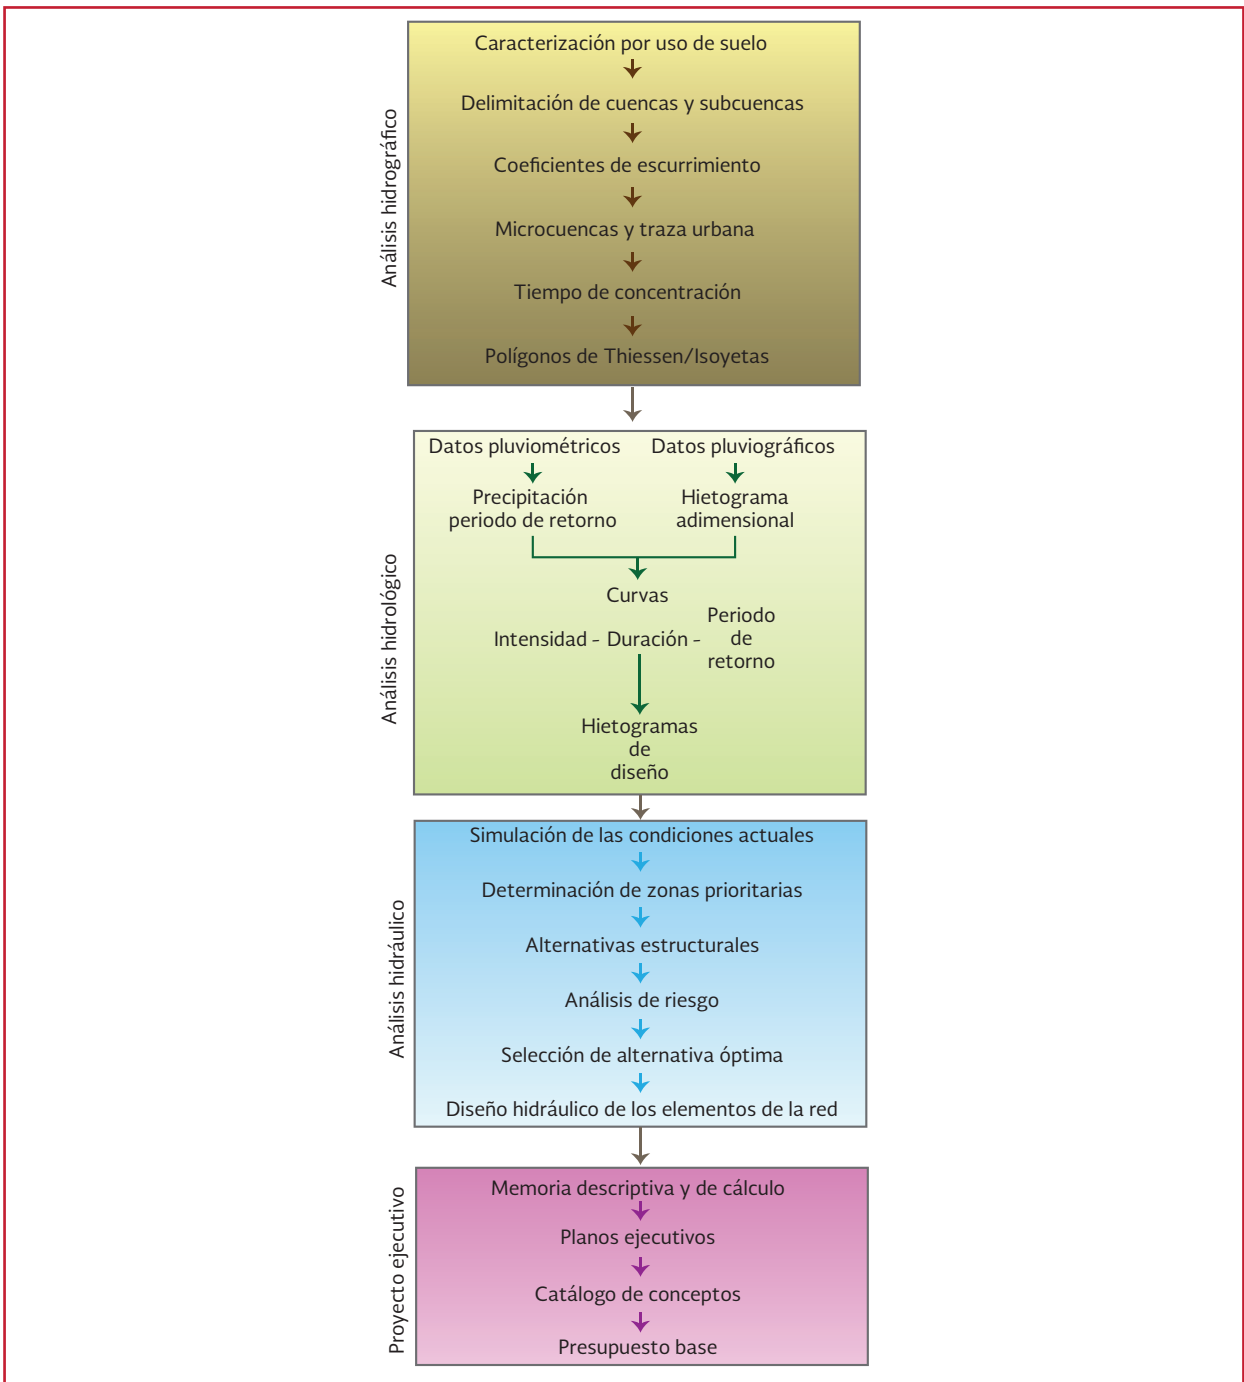 Análisis hidrográfico
Caracterización por uso de suelo
Delimitación de cuencas y subcuencas
Coeficientes de escurrimiento
Microcuencas y traza urbana
Tiempo de concentración
Polígonos de Thiessen/Isoyetas
Análisis hidrológico
Datos pluviométricos
Datos pluviográficos
Precipitación
periodo de retorno
Hietograma
adimensional
Curvas
Intensidad - Duración -
Periodo
de
retorno
Hietogramas
de
diseño
Análisis hidráulico
Simulación de las condiciones actuales
Determinación de zonas prioritarias
Alternativas estructurales
Análisis de riesgo
Selección de alternativa óptima
Diseño hidráulico de los elementos de la red
Proyecto ejecutivo
Memoria descriptiva y de cálculo
Planos ejecutivos
Catálogo de conceptos
Presupuesto base